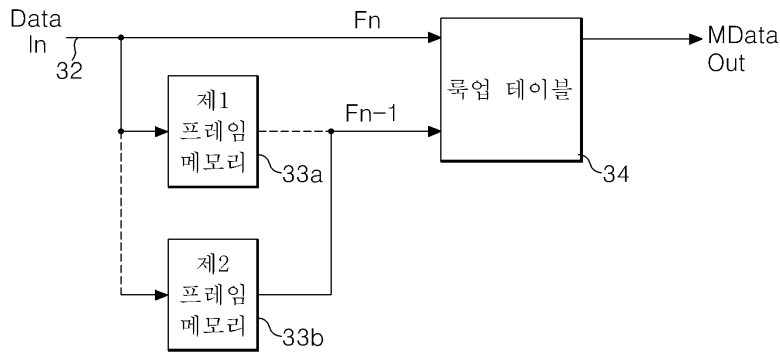 Data
In
32
Fn
룩업 테이블
MData
Out
제1
프레임
메모리
33a
Fn-1
34
제2
프레임
메모리
33b